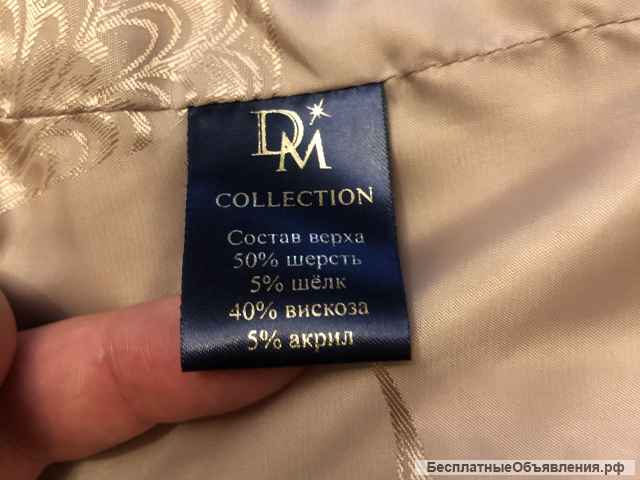 DM
COLLECTION
Состав верха
50% шерсть
5% шёлк
40% вискоза
5% акрил
БесплатныеОбъявления.рф